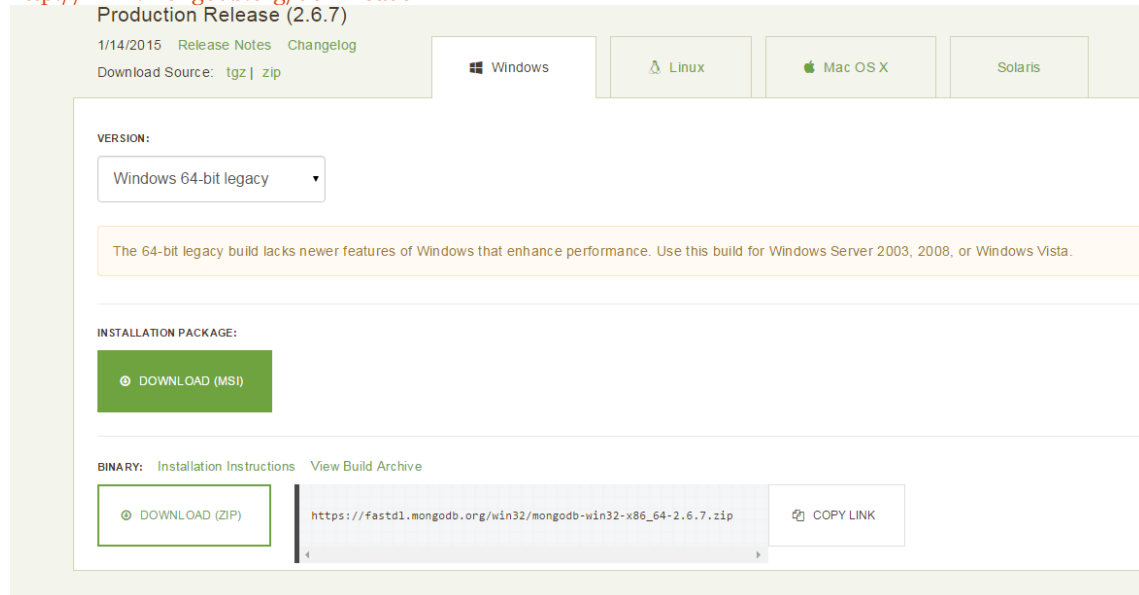 Production Release (2.6.7)
1/14/2015 Release Notes Changelog
Download Source: tgz | zip
Windows
Linux
Mac OS X
Solaris
VERSION:
Windows 64-bit legacy
The 64-bit legacy build lacks newer features of Windows that enhance performance. Use this build for Windows Server 2003, 2008, or Windows Vista.
INSTALLATION PACKAGE:
DOWNLOAD (MSI)
BINARY: Installation Instructions View Build Archive
DOWNLOAD (ZIP)
https://fastdl.mongodb.org/win32/mongodb-win32-x86_64-2.6.7.zip
COPY LINK